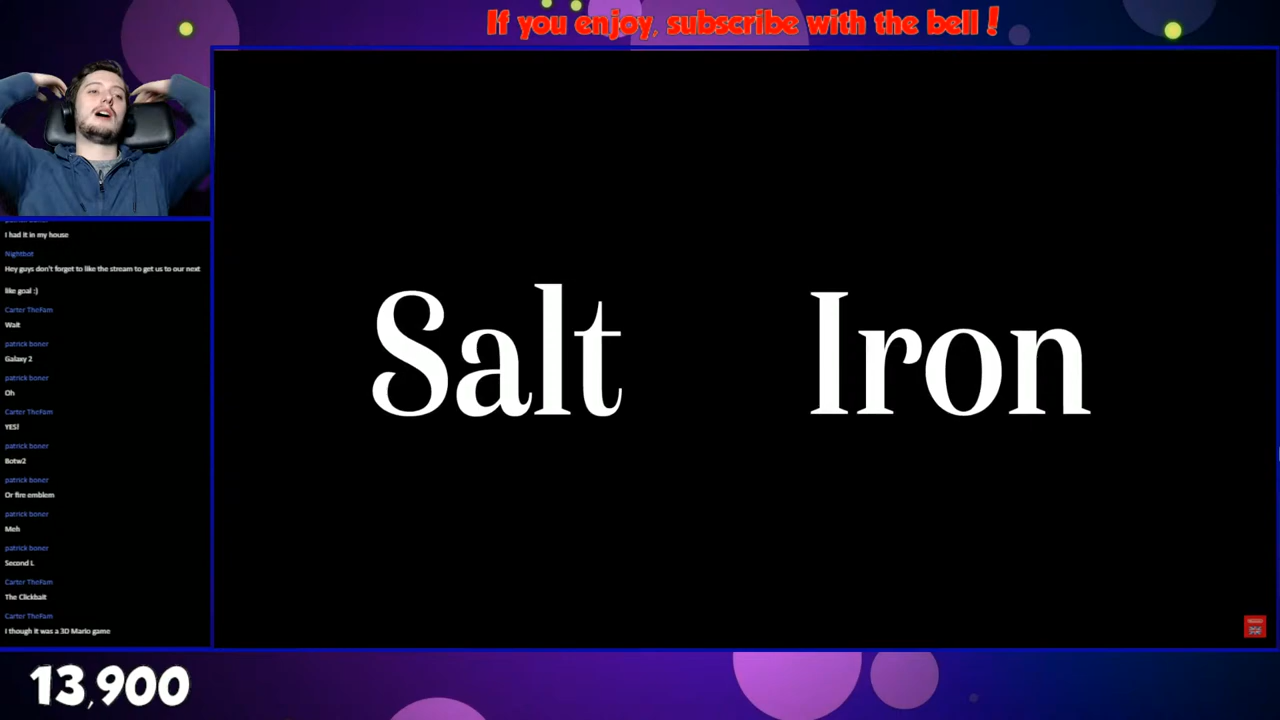 If you enjoy, subscribe with the bell!
I had it in my house
Nightbot
Hey guys don't forget to like the stream to get us to our next
like goal :)
Carter TheFam
Wait
patrick boner
Galaxy 2
patrick boner
Oh
Carter TheFam
YES!
patrick boner
Botw2
patrick boner
Or fire emblem
patrick boner
Meh
patrick boner
Second L
Carter TheFam
The Clickbait
Carter TheFam
I though it was a 3D Mario game
Salt Iron
13,900